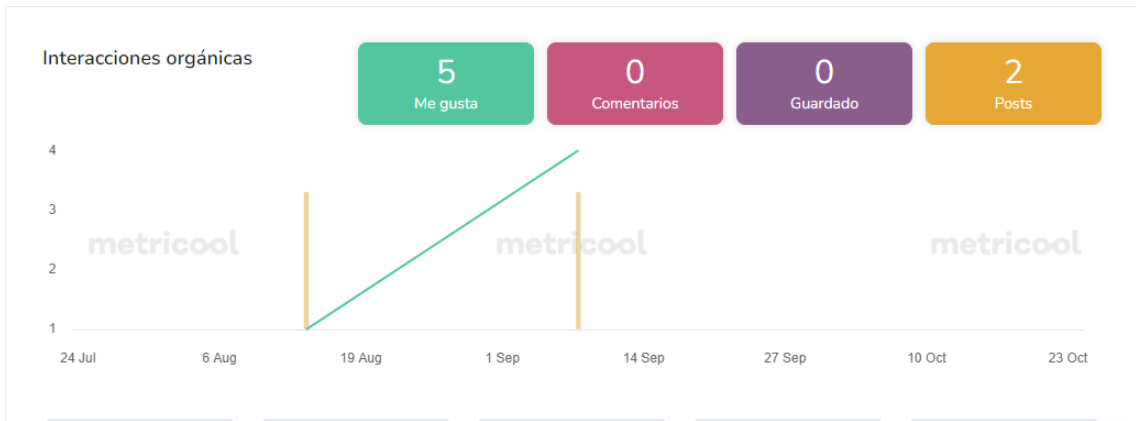 Interacciones orgánicas
5
Me gusta
0
Comentarios
0
Guardado
2
Posts
4
3
2
1
metricool
metricool
metricool
24 Jul
6 Aug
19 Aug
1 Sep
14 Sep
27 Sep
10 Oct
23 Oct